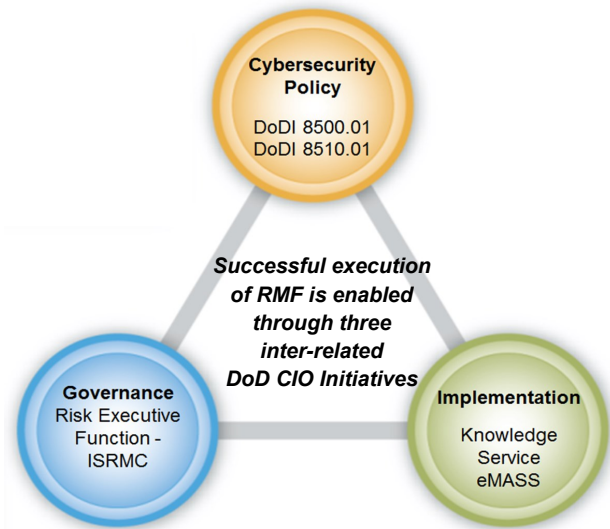 Cybersecurity
Policy
DoDI 8500.01
DoDI 8510.01
Successful execution
of RMF is enabled
through three
inter-related
DoD CIO Initiatives
Governance
Risk Executive
Function -
ISRMC
Implementation
Knowledge
Service
eMASS